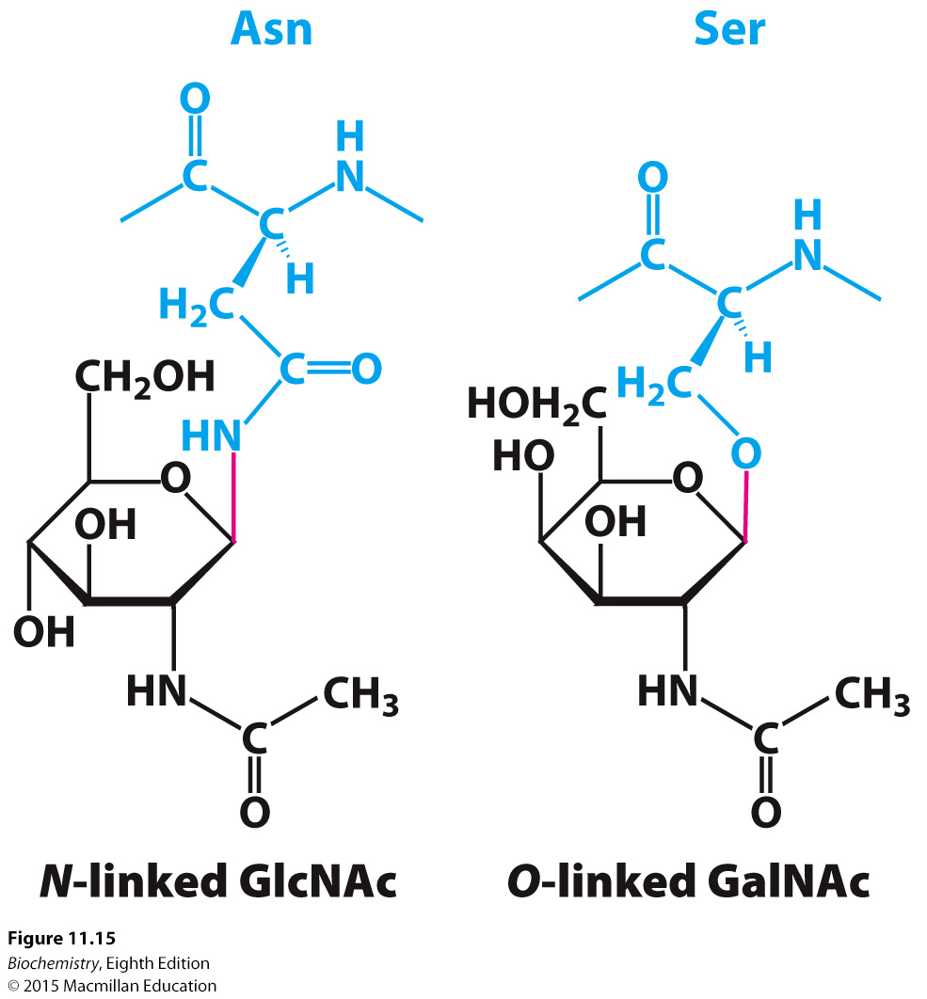 Asn
Ser
O
H
C
N
C
H
H₂C
C
O
CH₂OH
HN
O
OH
OH
HN
CH₃
C
O
O
H
C
N
C
H
H₂C
HOH₂C
HO
O
O
OH
HN
CH₃
C
O
N-linked GlcNAc
O-linked GalNAc
Figure 11.15
Biochemistry, Eighth Edition
© 2015 Macmillan Education